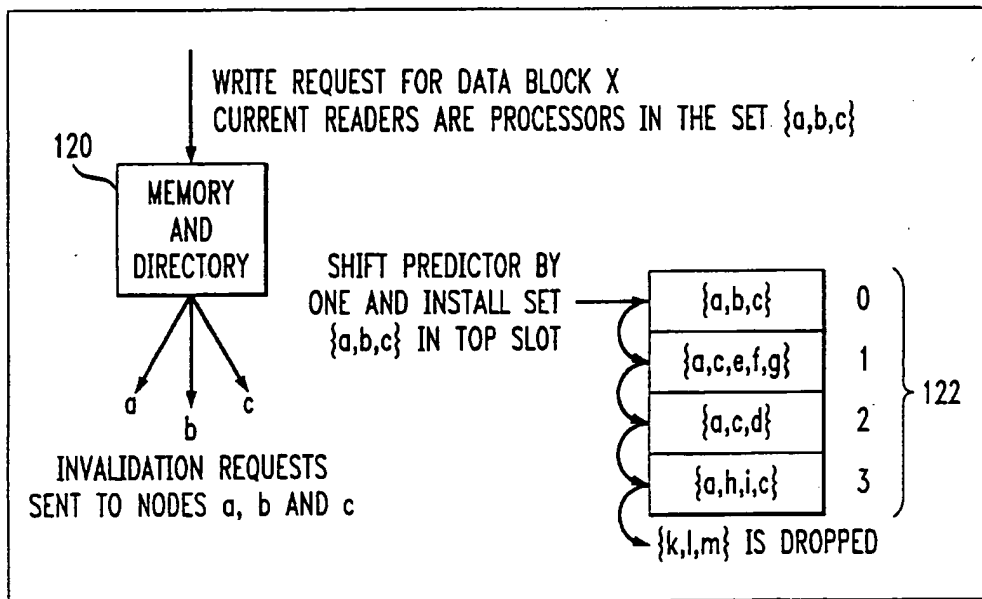 WRITE REQUEST FOR DATA BLOCK X
CURRENT READERS ARE PROCESSORS IN THE SET {a,b,c}
120
MEMORY
AND
DIRECTORY
a
b
c
INVALIDATION REQUESTS
SENT TO NODES a, b AND c
SHIFT PREDICTOR BY
ONE AND INSTALL SET
{a,b,c} IN TOP SLOT
{a,b,c} 0
{a,c,e,f,g} 1
{a,c,d} 2
{a,h,i,c} 3
122
{k,l,m} IS DROPPED